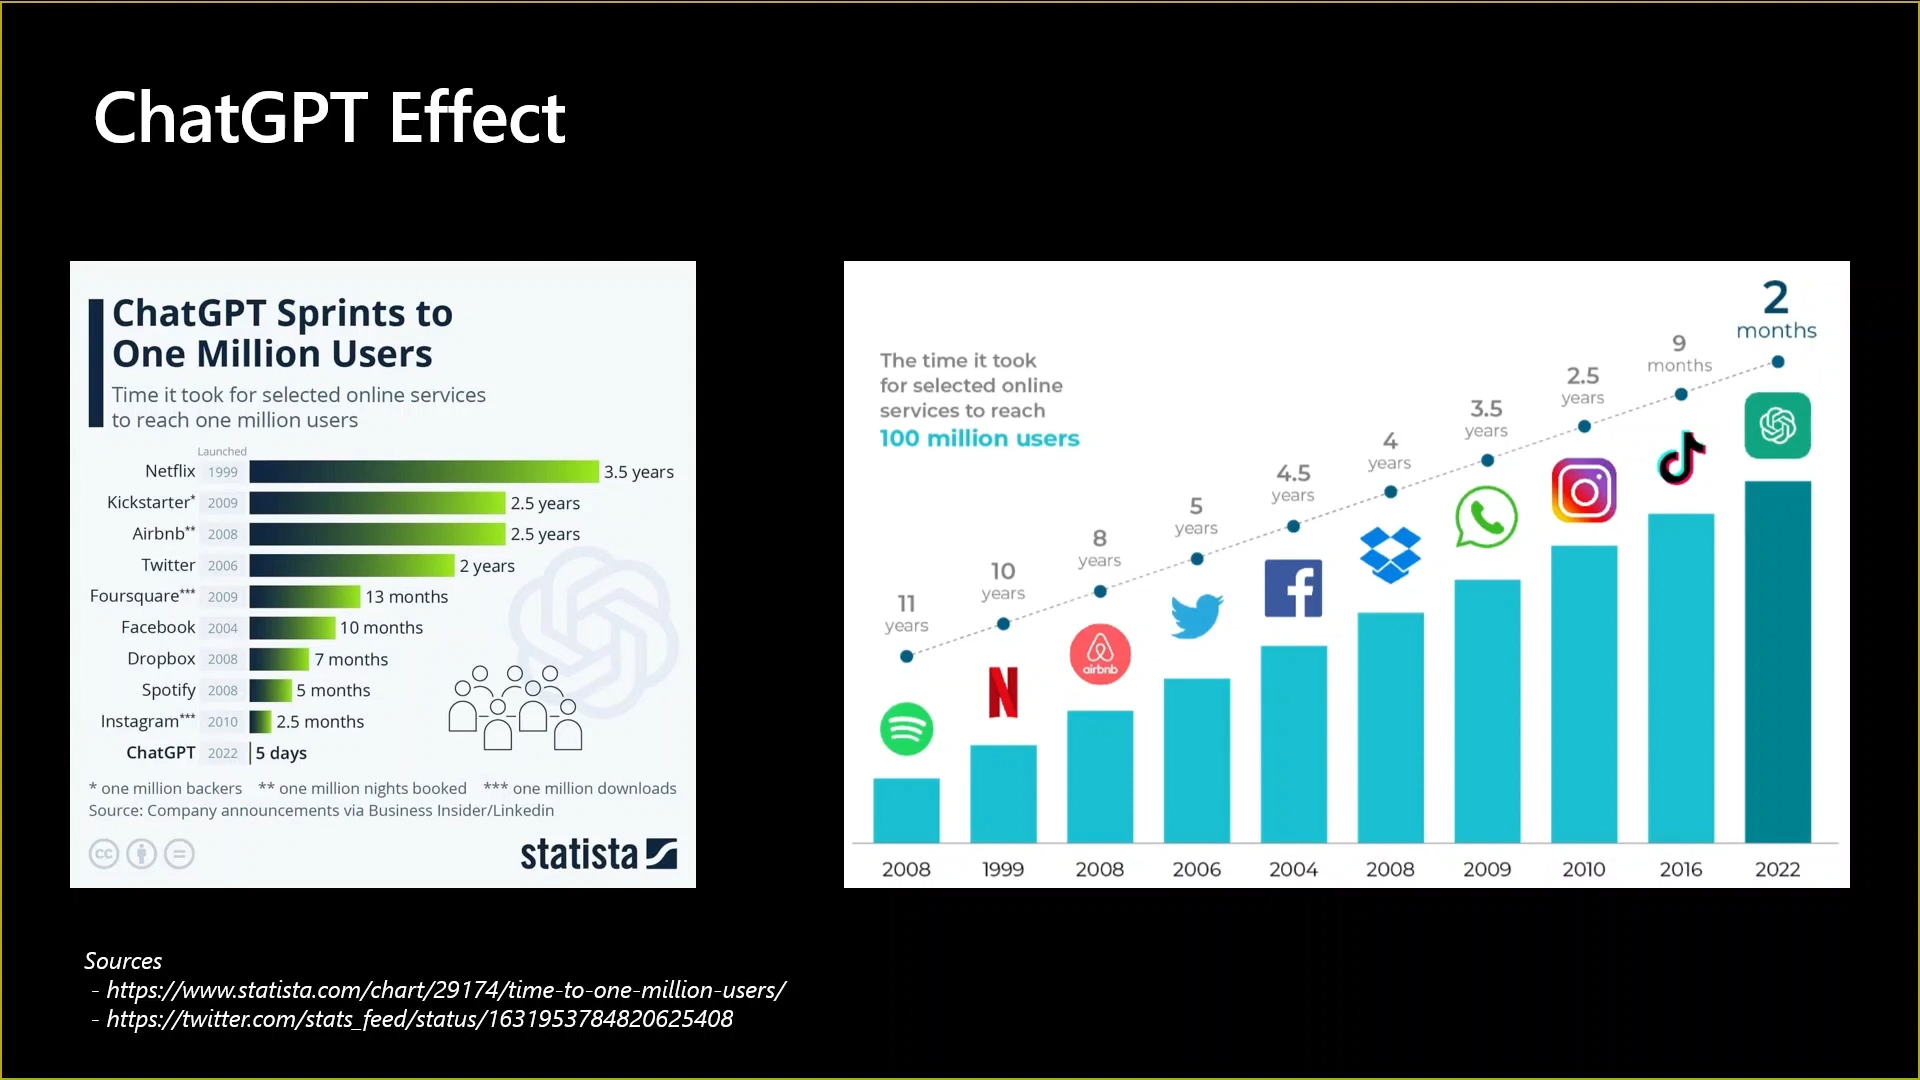 ChatGPT Effect
ChatGPT Sprints to
One Million Users
Time it took for selected online services
to reach one million users
Launched
Netflix 1999 3.5 years
Kickstarter* 2009 2.5 years
Airbnb** 2008 2.5 years
Twitter 2006 2 years
Foursquare*** 2009 13 months
Facebook 2004 10 months
Dropbox 2008 7 months
Spotify 2008 5 months
Instagram*** 2010 2.5 months
ChatGPT 2022 5 days
* one million backers ** one million nights booked *** one million downloads
Source: Company announcements via Business Insider/Linkedin
cc
statista
The time it took
for selected online
services to reach
100 million users
11
years
10
years
8
years
5
years
4.5
years
4
years
3.5
years
2.5
years
9
months
2
months
airbnb
2008 1999 2008 2006 2004 2008 2009 2010 2016 2022
Sources
- https://www.statista.com/chart/29174/time-to-one-million-users/
- https://twitter.com/stats_feed/status/1631953784820625408